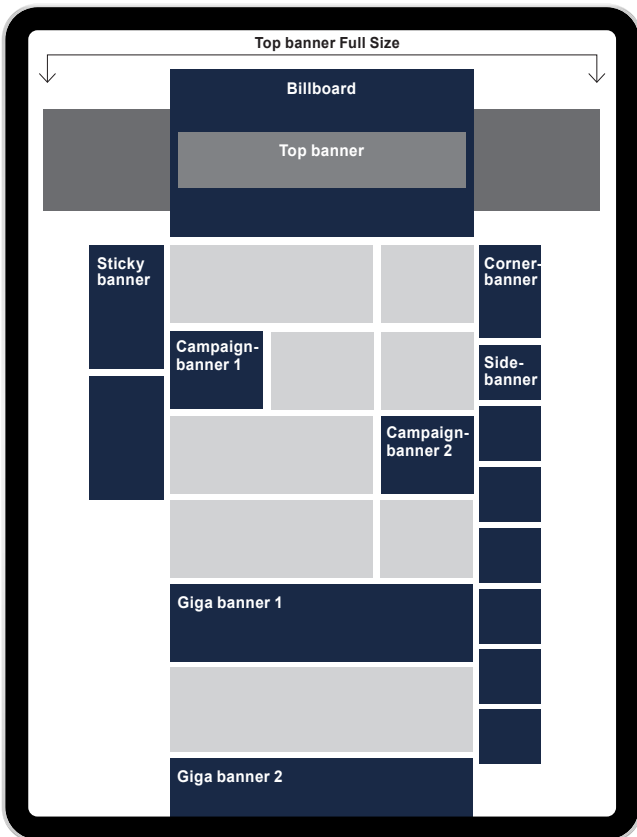 Top banner Full Size
Billboard
Top banner
Sticky
banner
Corner-
banner
Campaign-
banner 1
Side-
banner
Campaign-
banner 2
Giga banner 1
Giga banner 2